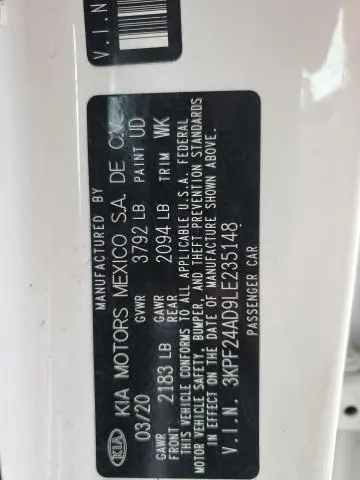 V.I.N
MANUFACTURED BY
KIA KIA MOTORS MEXICO S.A. DE C.V.
03/20 GVWR 3792 LB PAINT UD
GAWR FRONT 2183 LB GAWR REAR 2094 LB TRIM WK
THIS VEHICLE CONFORMS TO ALL APPLICABLE U.S.A. FEDERAL
MOTOR VEHICLE SAFETY, BUMPER, AND THEFT PREVENTION STANDARDS
IN EFFECT ON THE DATE OF MANUFACTURE SHOWN ABOVE.
V.I.N. 3KPF24AD9LE235148
PASSENGER CAR